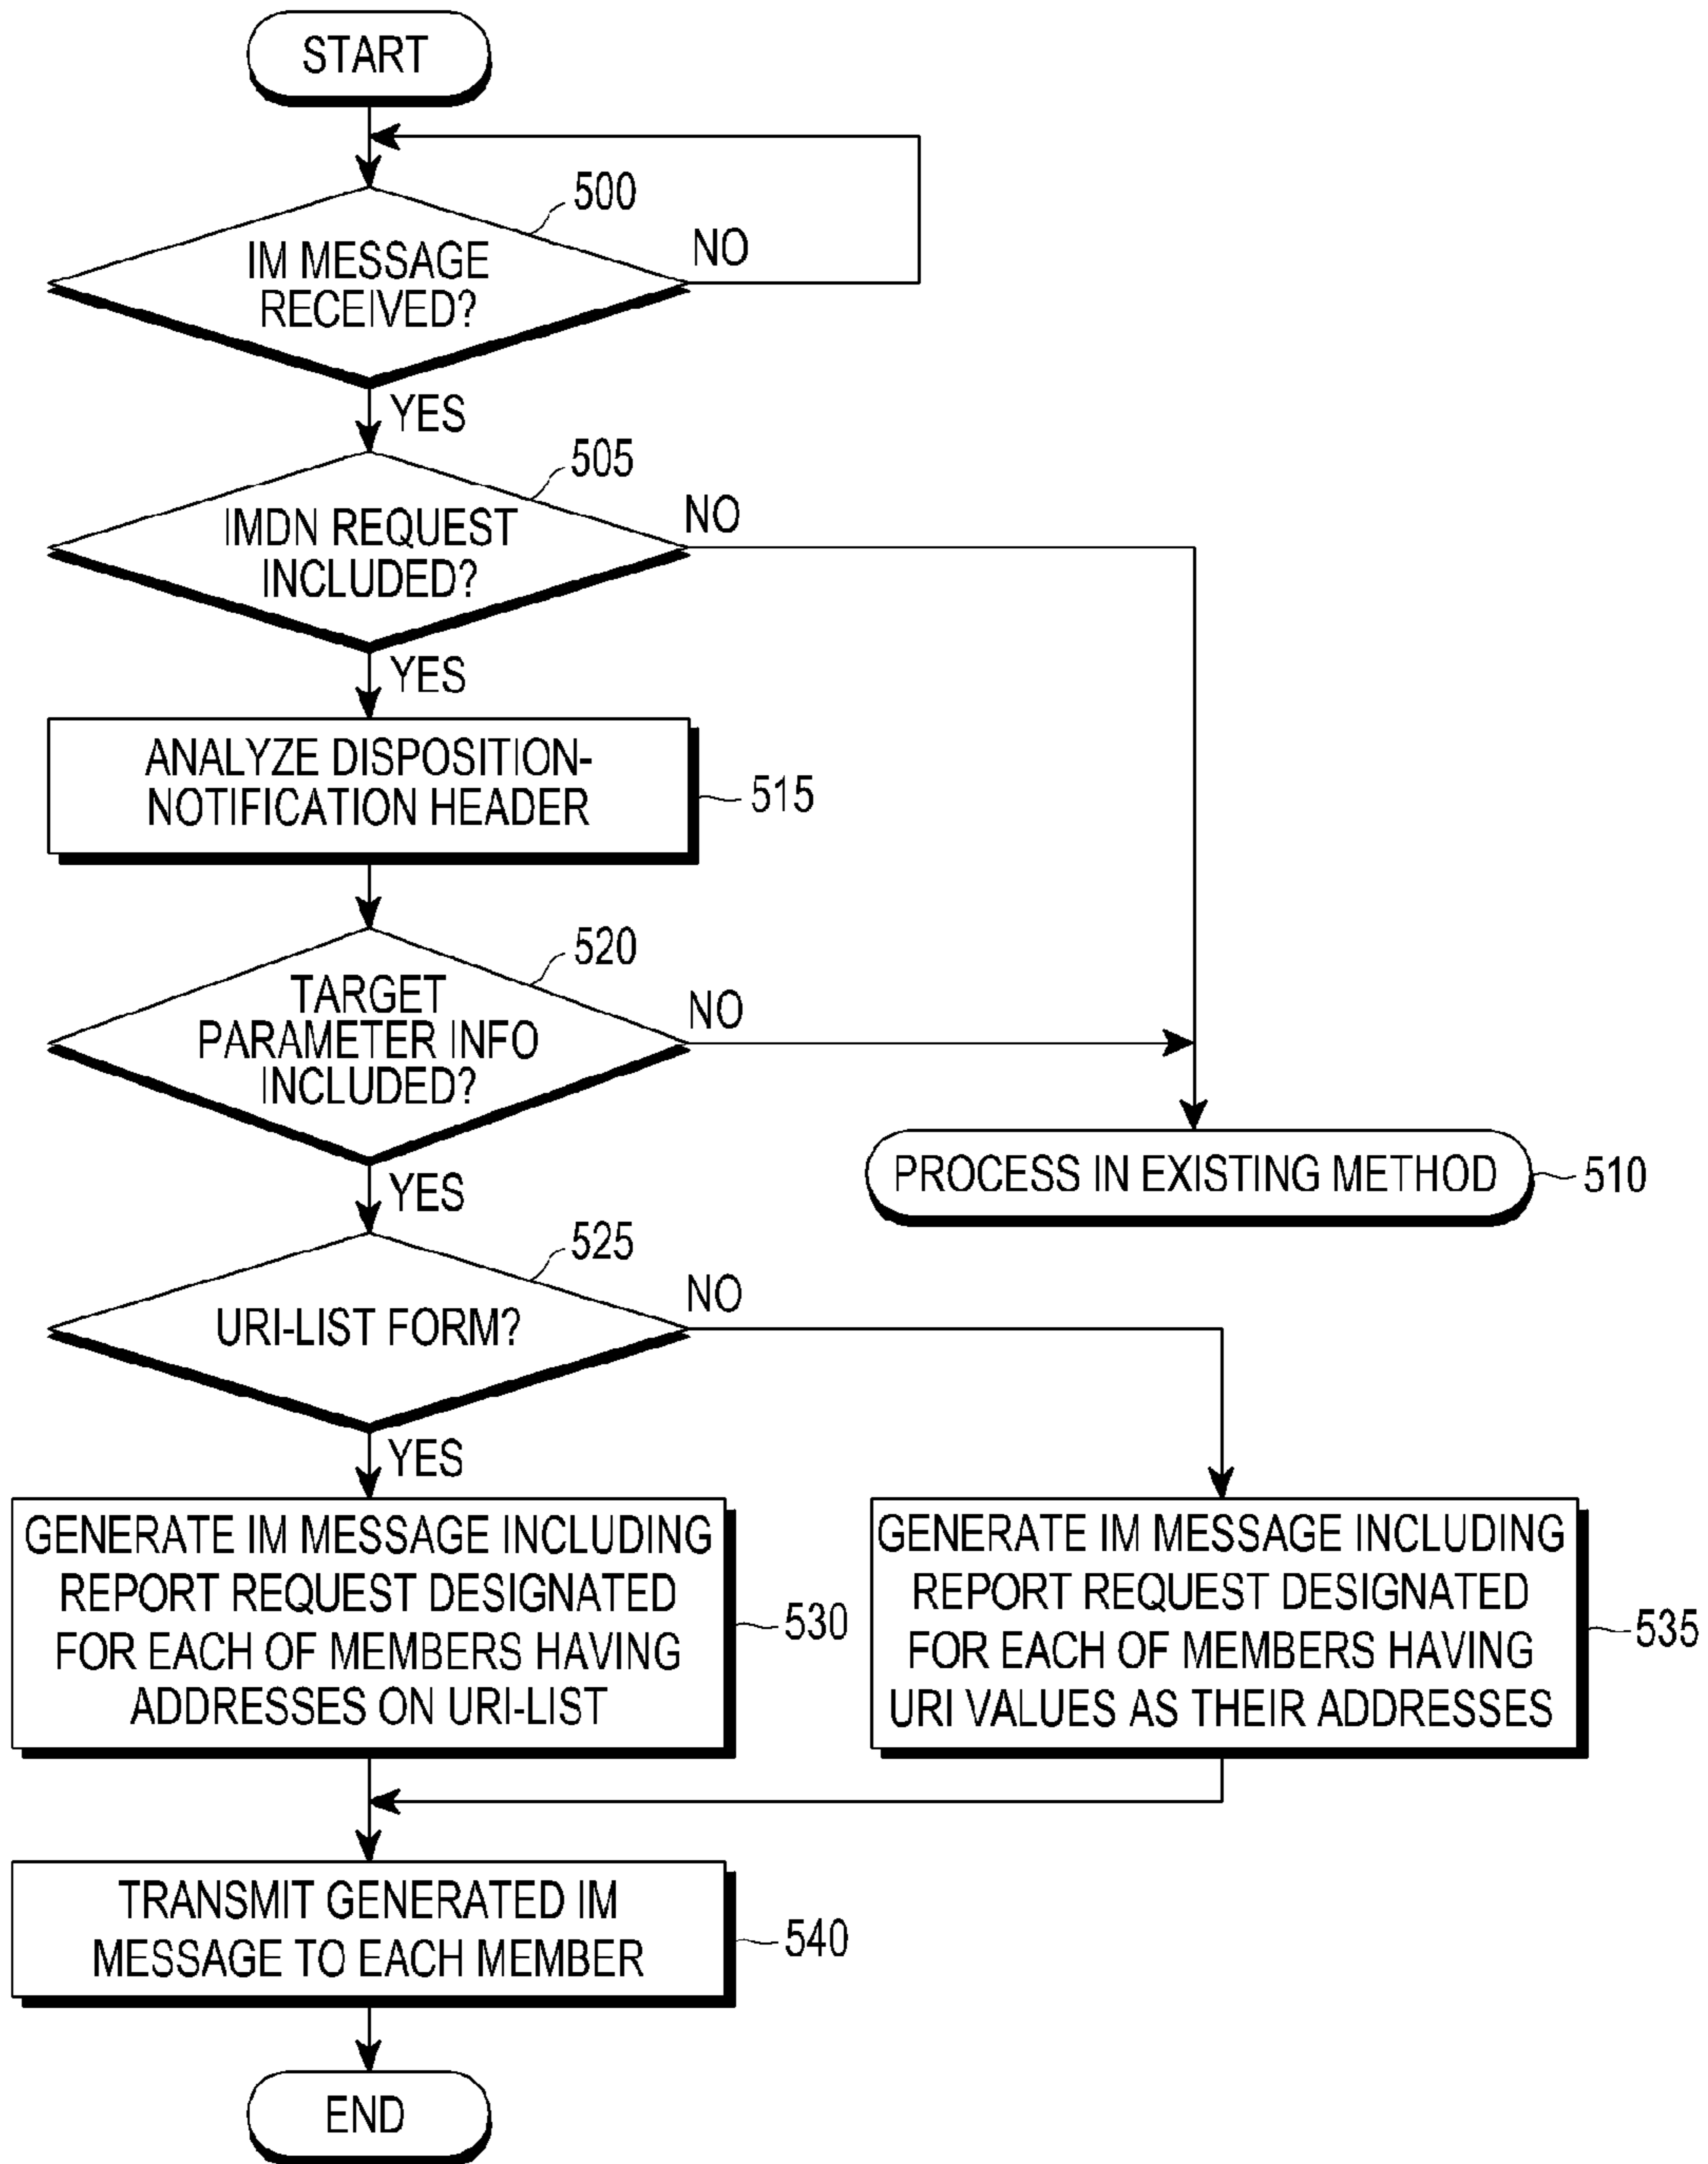 START
500
IM MESSAGE
RECEIVED?
NO
YES
505
IMDN REQUEST
INCLUDED?
NO
YES
ANALYZE DISPOSITION-
NOTIFICATION HEADER
515
520
TARGET
PARAMETER INFO
INCLUDED?
NO
YES
PROCESS IN EXISTING METHOD
510
525
URI-LIST FORM?
NO
YES
GENERATE IM MESSAGE INCLUDING
REPORT REQUEST DESIGNATED
FOR EACH OF MEMBERS HAVING
ADDRESSES ON URI-LIST
530
GENERATE IM MESSAGE INCLUDING
REPORT REQUEST DESIGNATED
FOR EACH OF MEMBERS HAVING
URI VALUES AS THEIR ADDRESSES
535
TRANSMIT GENERATED IM
MESSAGE TO EACH MEMBER
540
END